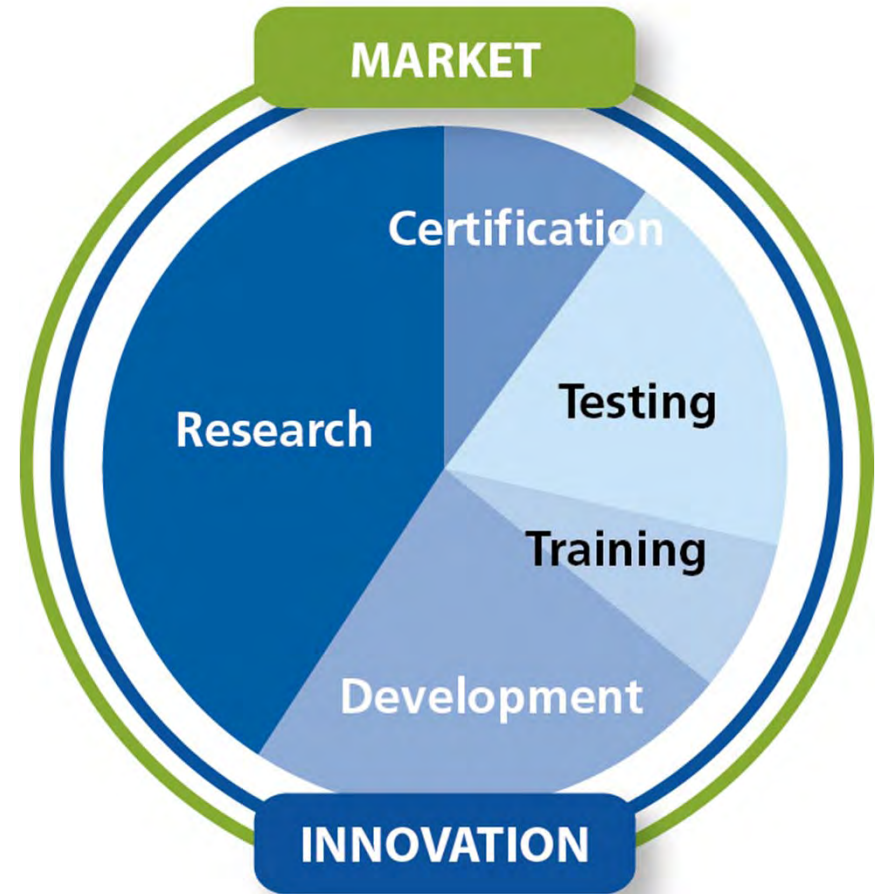 MARKET
Certification
Testing
Research
Training
Development
INNOVATION